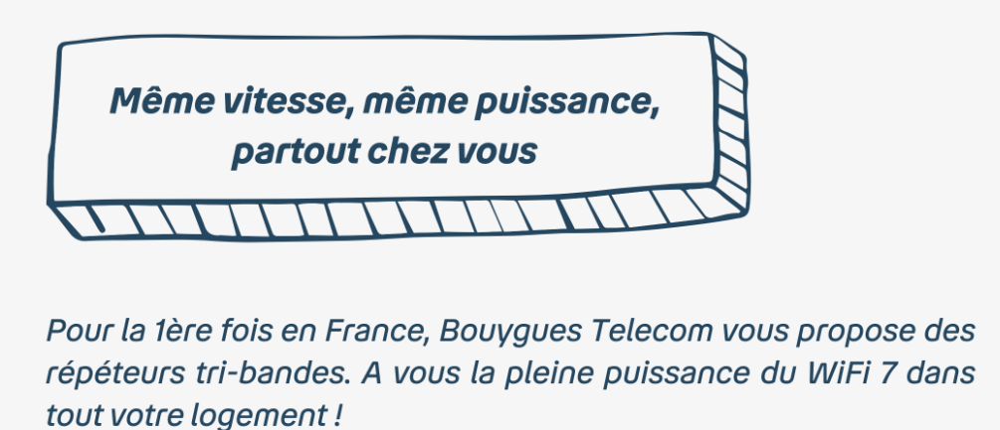 Même vitesse, même puissance,
partout chez vous
Pour la 1ère fois en France, Bouygues Telecom vous propose des
répéteurs tri-bandes. A vous la pleine puissance du WiFi 7 dans
tout votre logement !